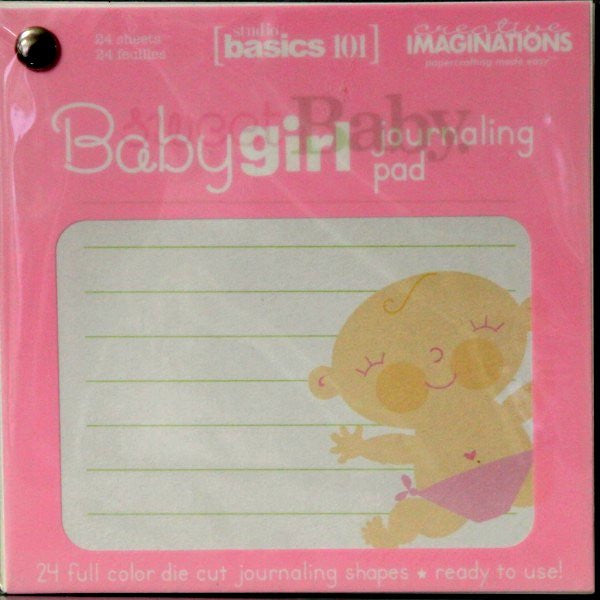 24 sheets
24 feuilles
[studio basics 101]
creative
IMAGINATIONS
papercrafting made easy
sweet Baby.
Babygirl journaling
pad
24 full color die cut journaling shapes ★ ready to use!